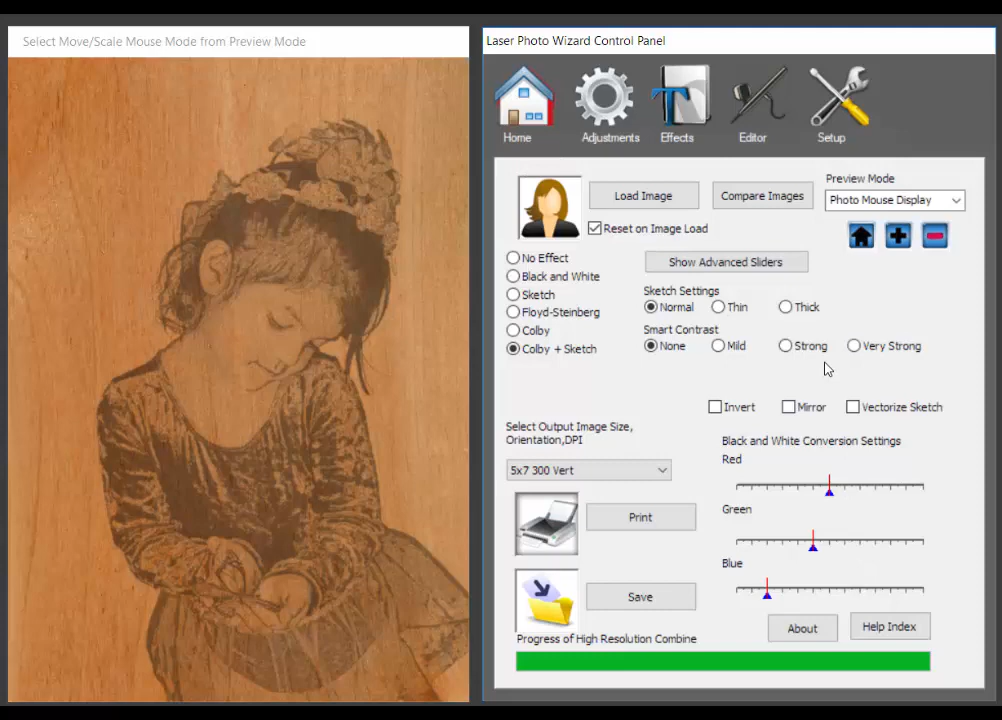 Select Move/Scale Mouse Mode from Preview Mode
Laser Photo Wizard Control Panel
Home Adjustments Effects Editor Setup
Load Image
Compare Images
Preview Mode
Photo Mouse Display
Reset on Image Load
No Effect
Black and White
Sketch
Floyd-Steinberg
Colby
Colby + Sketch
Show Advanced Sliders
Sketch Settings
Normal Thin Thick
Smart Contrast
None Mild Strong Very Strong
Invert Mirror Vectorize Sketch
Select Output Image Size,
Orientation,DPI
5x7 300 Vert
Print
Save
Black and White Conversion Settings
Red
Green
Blue
About
Help Index
Progress of High Resolution Combine